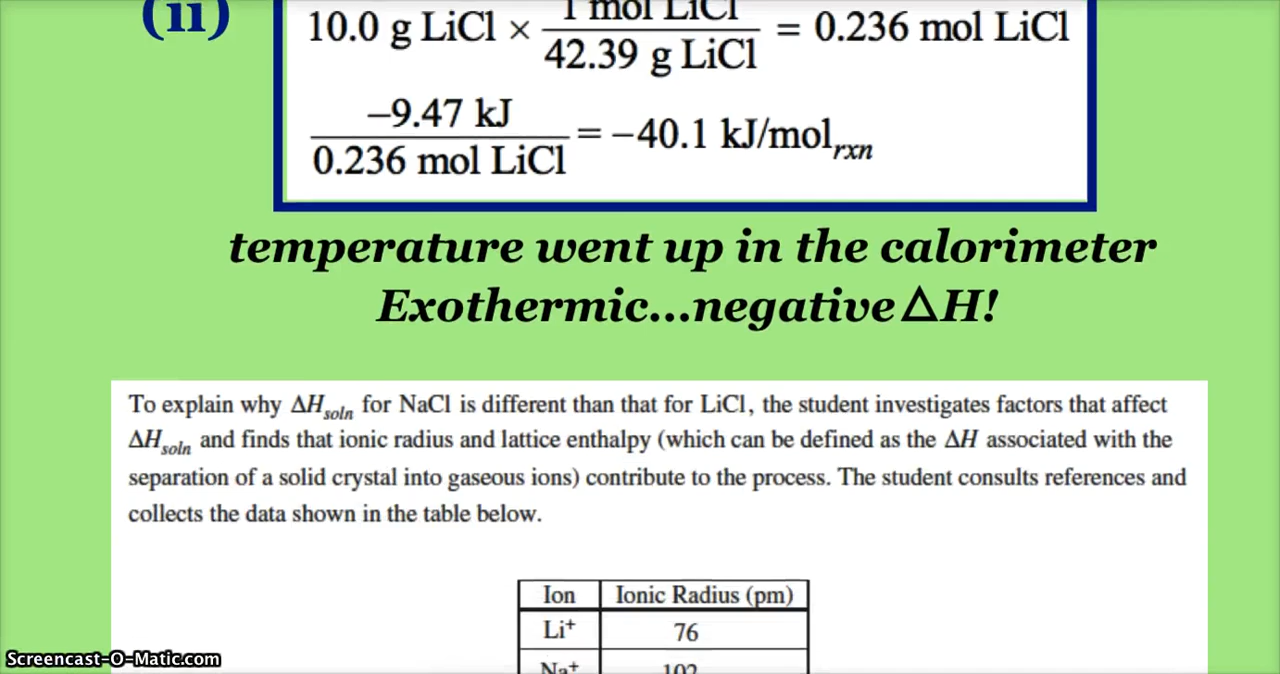 (ii)
10.0 g LiCl × 1 mol LiCl / 42.39 g LiCl = 0.236 mol LiCl
−9.47 kJ / 0.236 mol LiCl = −40.1 kJ/mol_rxn
temperature went up in the calorimeter
Exothermic...negative ΔH!
To explain why ΔH_soln for NaCl is different than that for LiCl, the student investigates factors that affect
ΔH_soln and finds that ionic radius and lattice enthalpy (which can be defined as the ΔH associated with the
separation of a solid crystal into gaseous ions) contribute to the process. The student consults references and
collects the data shown in the table below.
Ion Ionic Radius (pm)
Li⁺ 76
Na⁺ 102
Screencast-O-Matic.com